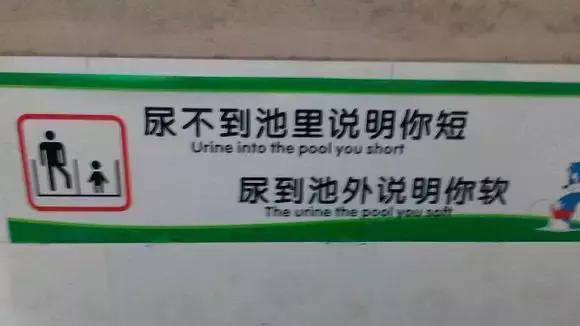 尿不到池里说明你短
Urine into the pool you short
尿到池外说明你软
The urine the pool you soft